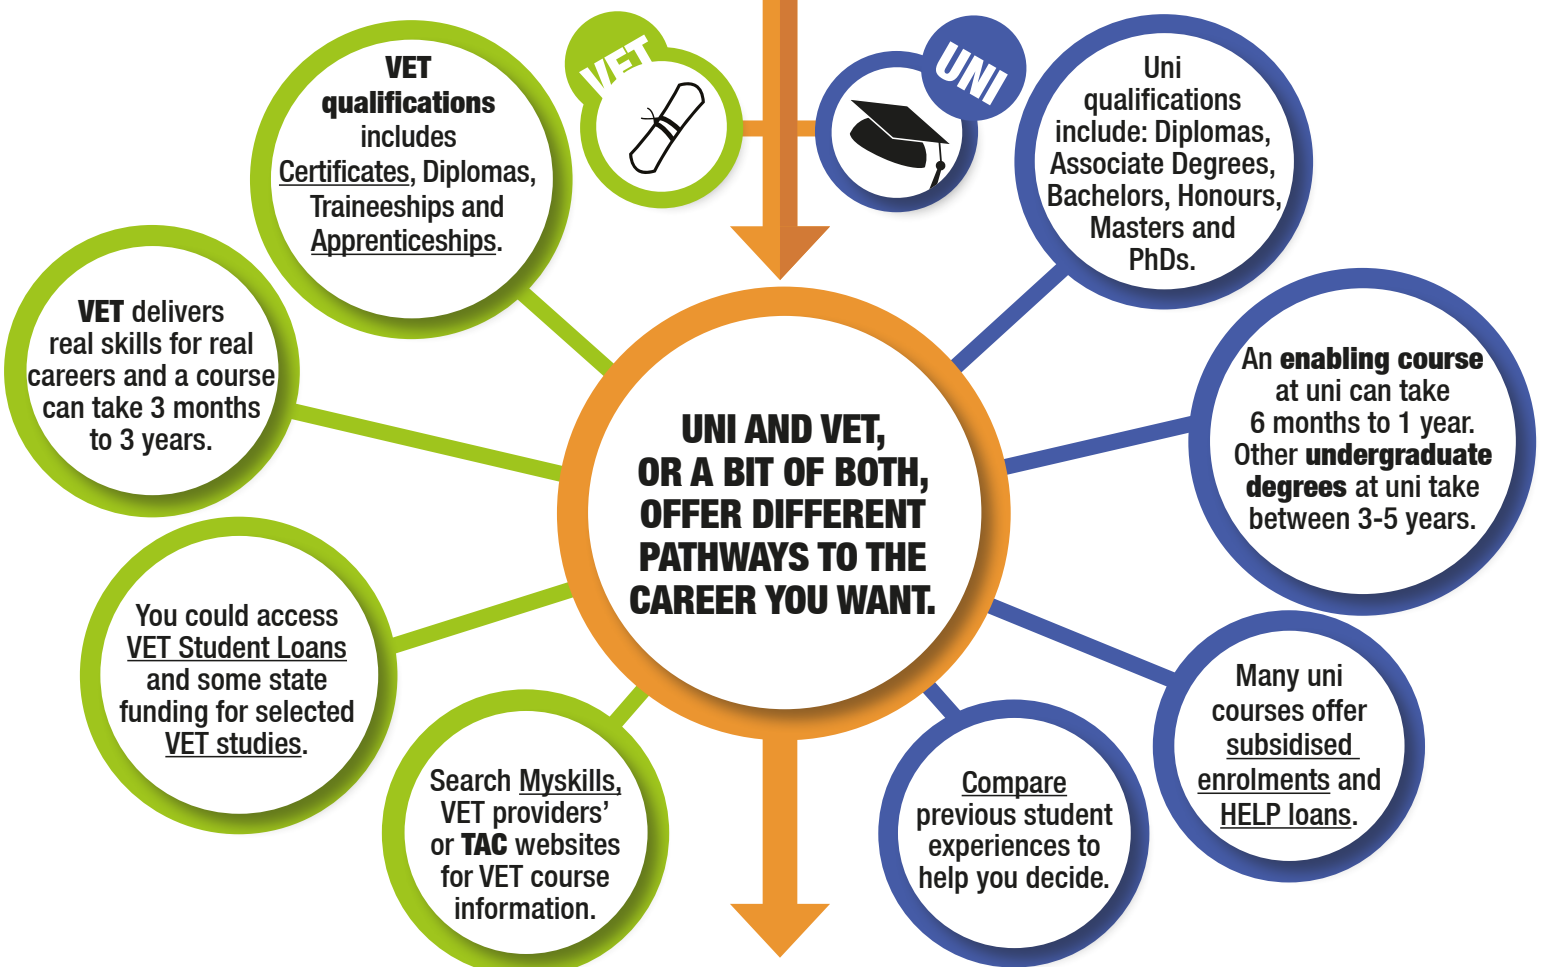 VET
UNI
VET
qualifications
includes
Certificates, Diplomas,
Traineeships and
Apprenticeships.
Uni
qualifications
include: Diplomas,
Associate Degrees,
Bachelors, Honours,
Masters and
PhDs.
VET delivers
real skills for real
careers and a course
can take 3 months
to 3 years.
An enabling course
at uni can take
6 months to 1 year.
Other undergraduate
degrees at uni take
between 3-5 years.
UNI AND VET,
OR A BIT OF BOTH,
OFFER DIFFERENT
PATHWAYS TO THE
CAREER YOU WANT.
You could access
VET Student Loans
and some state
funding for selected
VET studies.
Many uni
courses offer
subsidised
enrolments and
HELP loans.
Search Myskills,
VET providers’
or TAC websites
for VET course
information.
Compare
previous student
experiences to
help you decide.